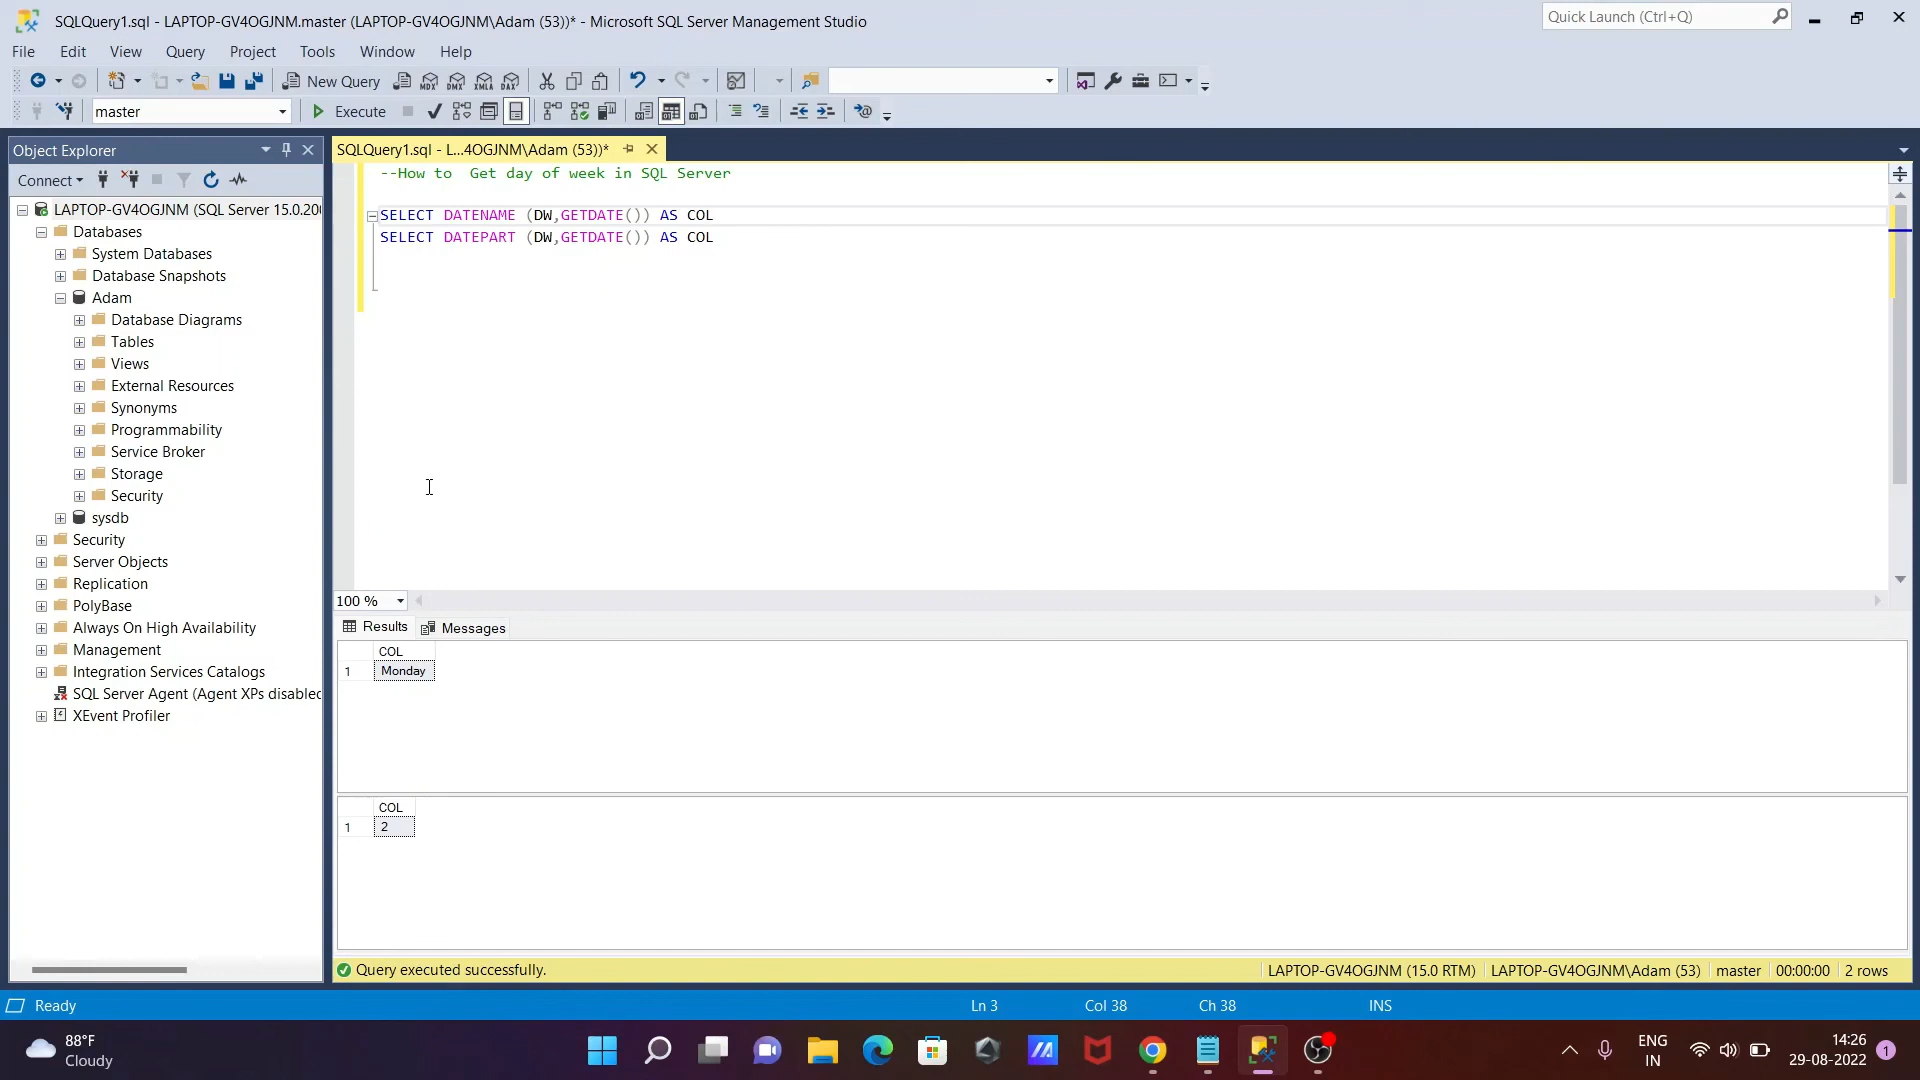 SQLQuery1.sql - LAPTOP-GV4OGJNM.master (LAPTOP-GV4OGJNM\Adam (53))* - Microsoft SQL Server Management Studio
Quick Launch (Ctrl+Q)
File Edit View Query Project Tools Window Help
New Query MDX DMX XMLA DAX
master Execute
Object Explorer
SQLQuery1.sql - L...4OGJNM\Adam (53))*
Connect
LAPTOP-GV4OGJNM (SQL Server 15.0.20
Databases
System Databases
Database Snapshots
Adam
Database Diagrams
Tables
Views
External Resources
Synonyms
Programmability
Service Broker
Storage
Security
sysdb
Security
Server Objects
Replication
PolyBase
Always On High Availability
Management
Integration Services Catalogs
SQL Server Agent (Agent XPs disabled
XEvent Profiler
--How to  Get day of week in SQL Server
SELECT DATENAME (DW,GETDATE()) AS COL
SELECT DATEPART (DW,GETDATE()) AS COL
100 %
Results Messages
COL
1 Monday
COL
1 2
Query executed successfully. LAPTOP-GV4OGJNM (15.0 RTM) LAPTOP-GV4OGJNM\Adam (53) master 00:00:00 2 rows
Ready Ln 3 Col 38 Ch 38 INS
88°F
Cloudy
ENG
IN
14:26
29-08-2022
1